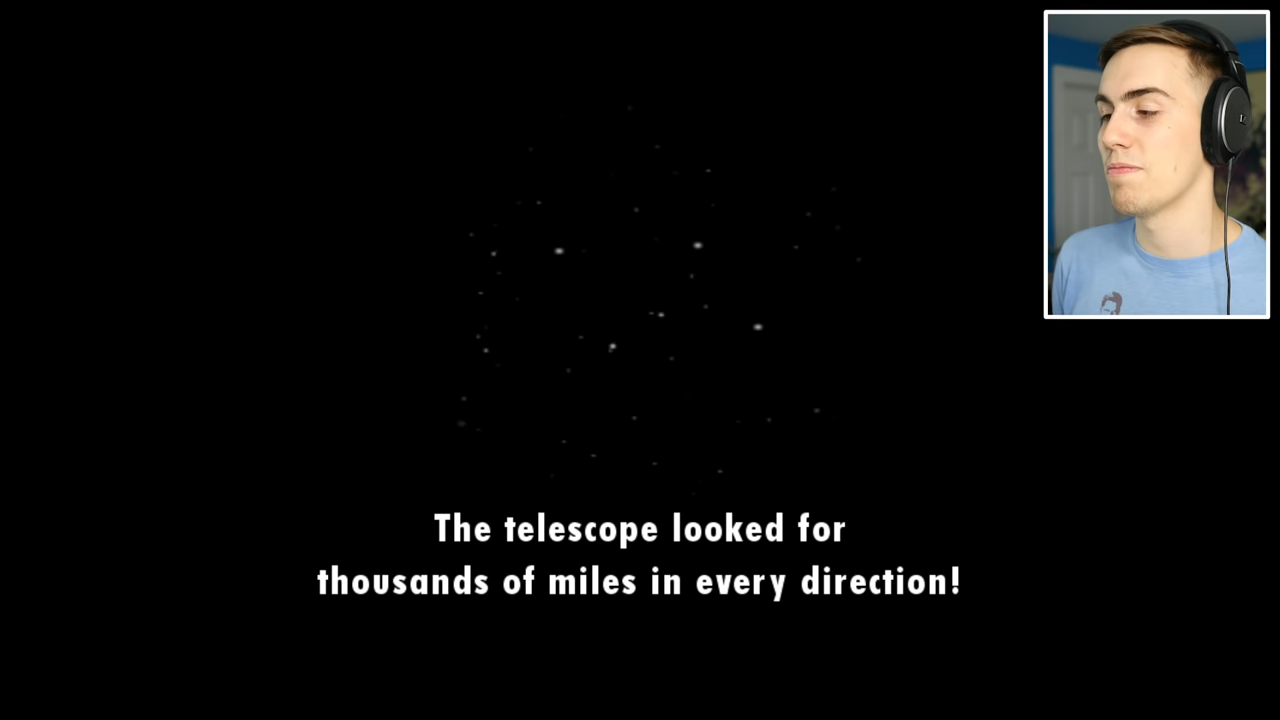 The telescope looked for
thousands of miles in every direction!